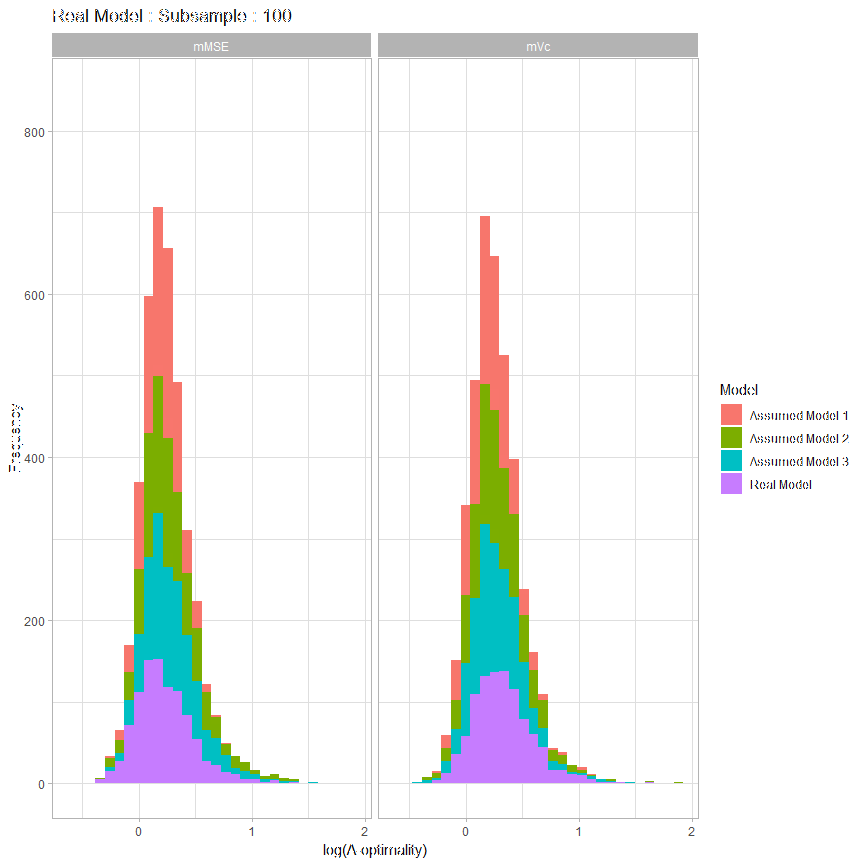 Real Model : Subsample : 100
mMSE
mVc
800
600
400
200
0
Frequency
0
1
2
0
1
2
log(A-optimality)
Model
Assumed Model 1
Assumed Model 2
Assumed Model 3
Real Model